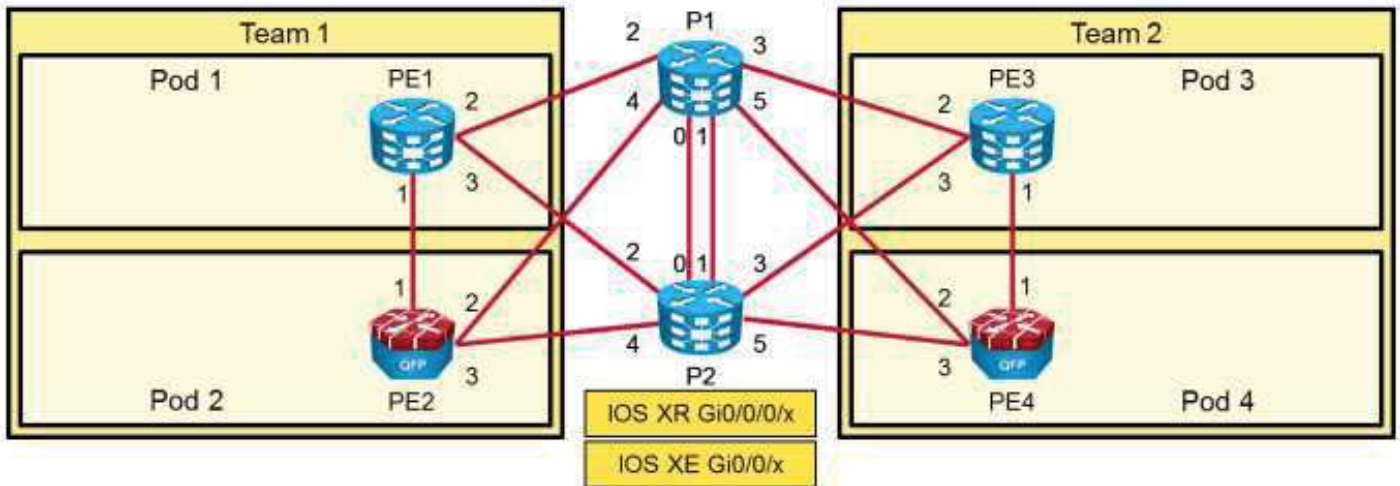 Team 1
Pod 1
PE1
2
3
1
1
2
3
PE2
Pod 2
QFP
P1
2
3
4
5
0 1
2
0 1
3
4
5
P2
IOS XR Gi0/0/0/x
IOS XE Gi0/0/x
Team 2
PE3
Pod 3
2
3
1
1
2
3
QFP
PE4
Pod 4